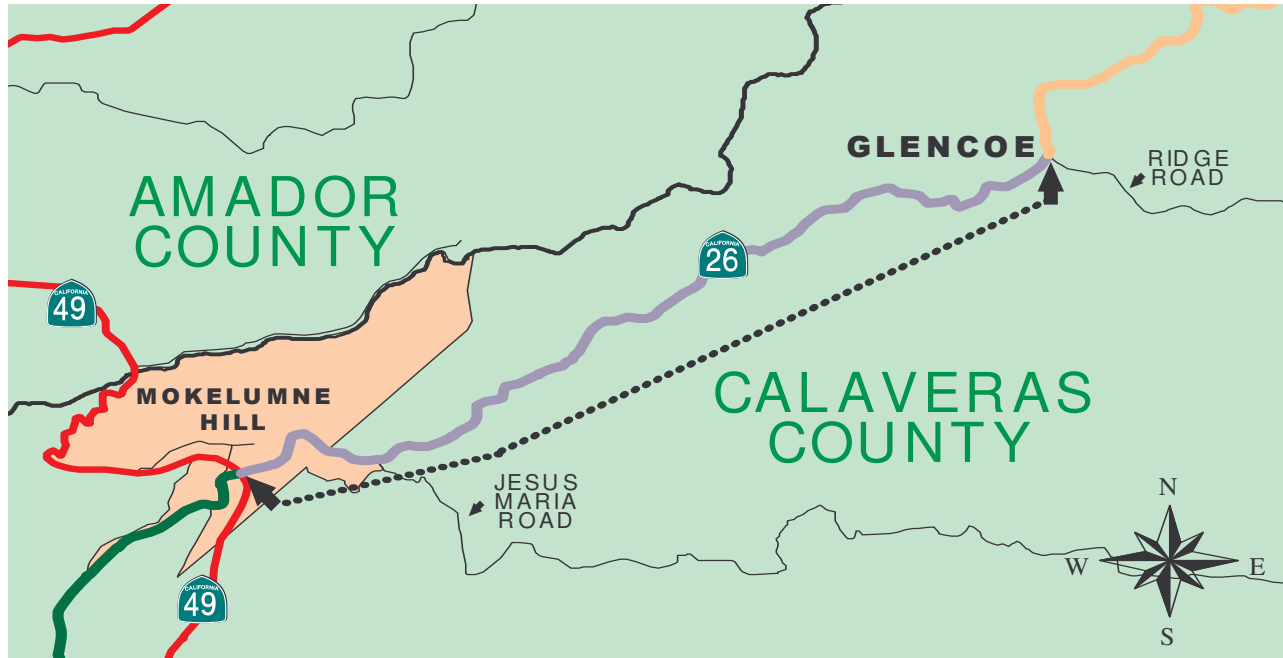 GLENCOE
RIDGE
ROAD
AMADOR
COUNTY
CALIFORNIA
26
CALIFORNIA
49
MOKELUMNE
HILL
CALAVERAS
COUNTY
JESUS
MARIA
ROAD
CALIFORNIA
49
N
W
E
S